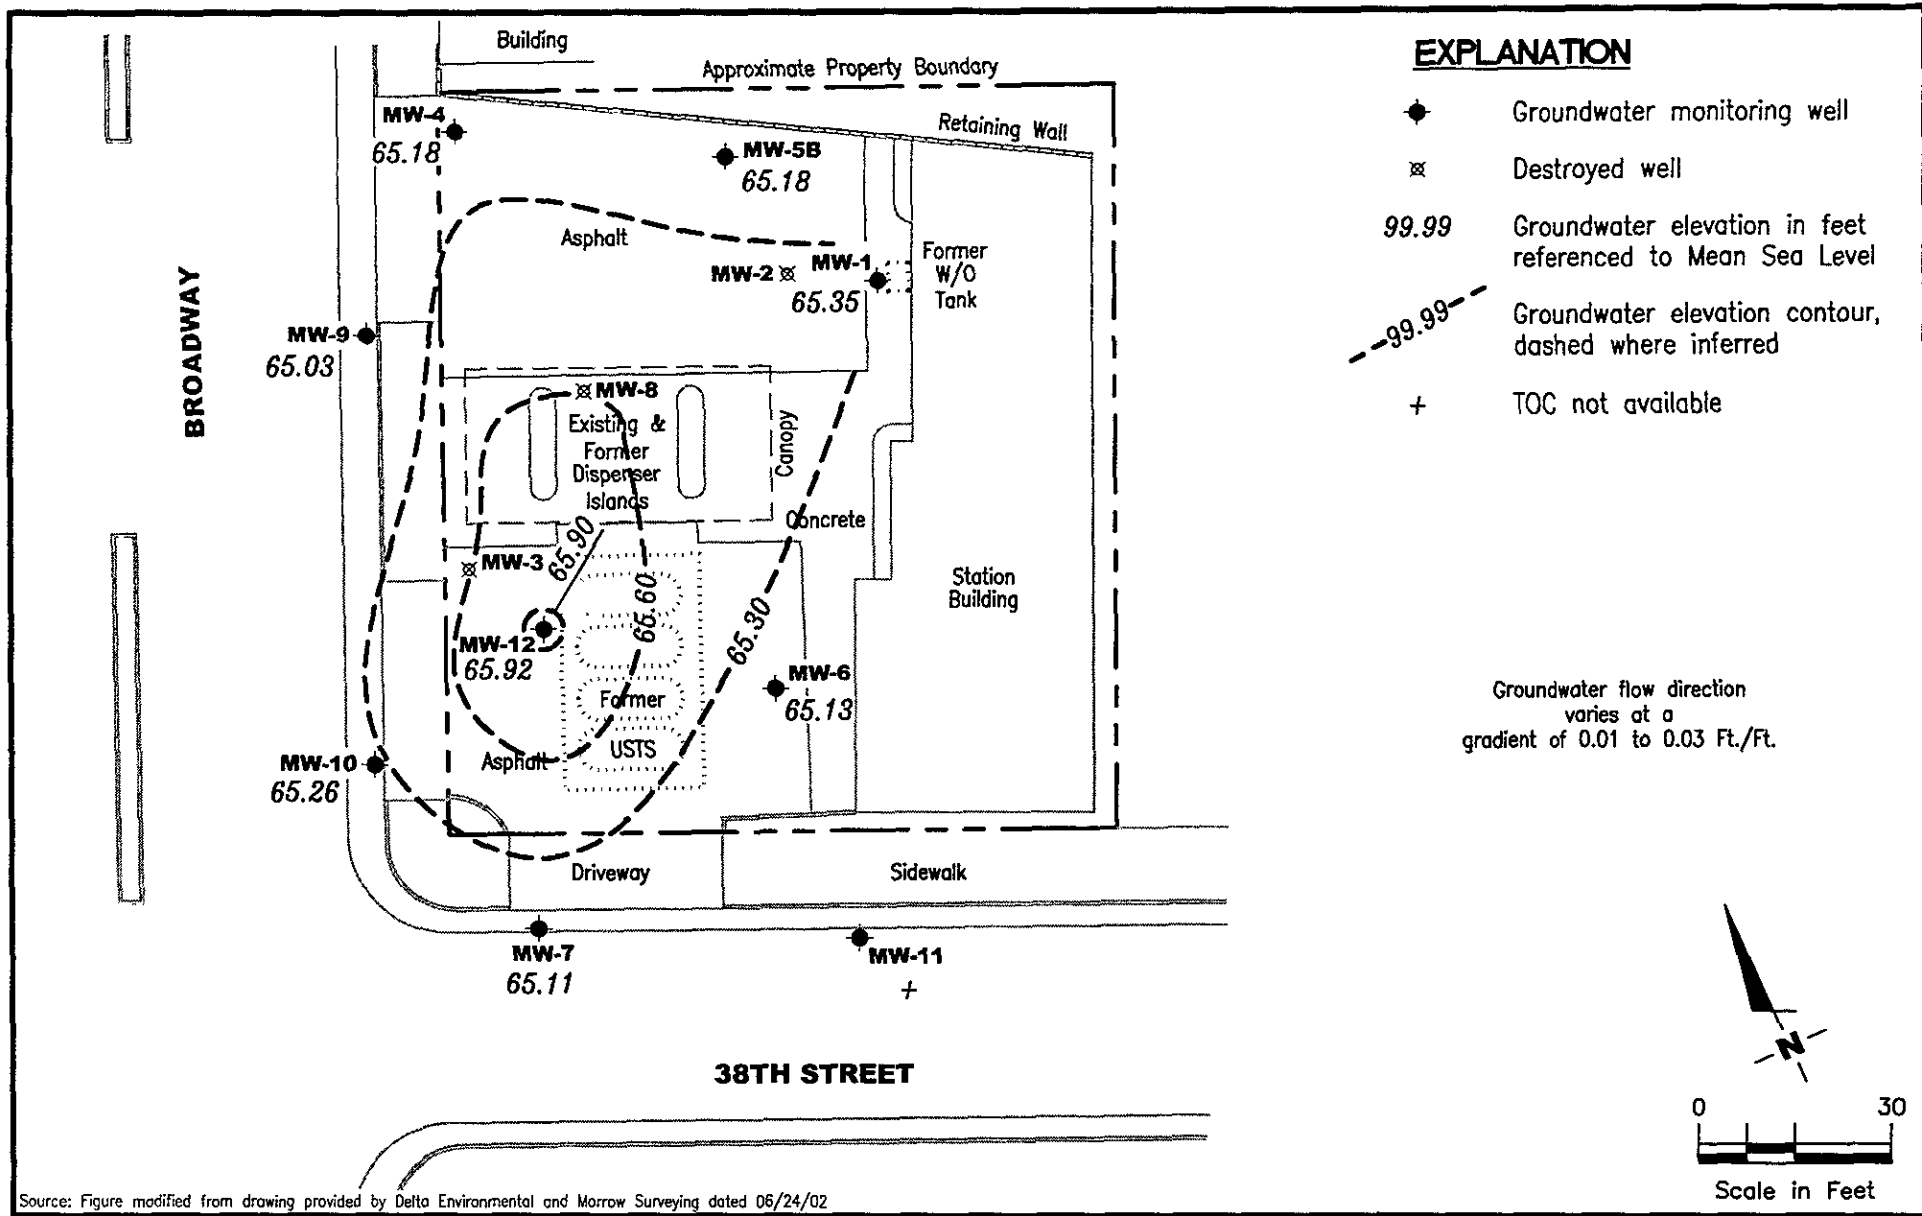 Building
Approximate Property Boundary
MW-4
65.18
Retaining Wall
MW-5B
65.18
Asphalt
MW-2
MW-1
65.35
Former
W/O
Tank
BROADWAY
MW-9
65.03
MW-8
Existing &
Former
Dispenser
Islands
Canopy
Concrete
65.90
MW-3
65.60
65.30
Station
Building
MW-12
65.92
MW-6
65.13
Former
USTS
Asphalt
MW-10
65.26
Driveway
Sidewalk
MW-7
65.11
MW-11
+
38TH STREET
EXPLANATION
Groundwater monitoring well
Destroyed well
99.99 Groundwater elevation in feet
referenced to Mean Sea Level
99.99 Groundwater elevation contour,
dashed where inferred
+ TOC not available
Groundwater flow direction
varies at a
gradient of 0.01 to 0.03 Ft./Ft.
N
0 30
Scale in Feet
Source: Figure modified from drawing provided by Delta Environmental and Morrow Surveying dated 06/24/02